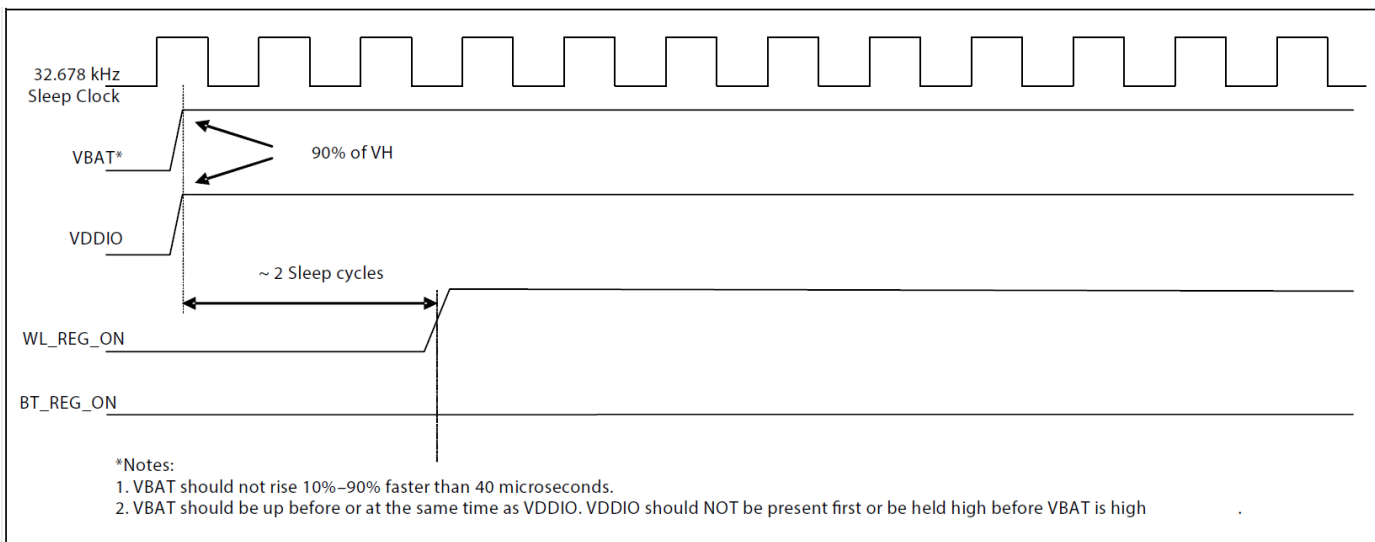 32.678 kHz
Sleep Clock
VBAT*
90% of VH
VDDIO
~ 2 Sleep cycles
WL_REG_ON
BT_REG_ON
*Notes:
1. VBAT should not rise 10%–90% faster than 40 microseconds.
2. VBAT should be up before or at the same time as VDDIO. VDDIO should NOT be present first or be held high before VBAT is high .